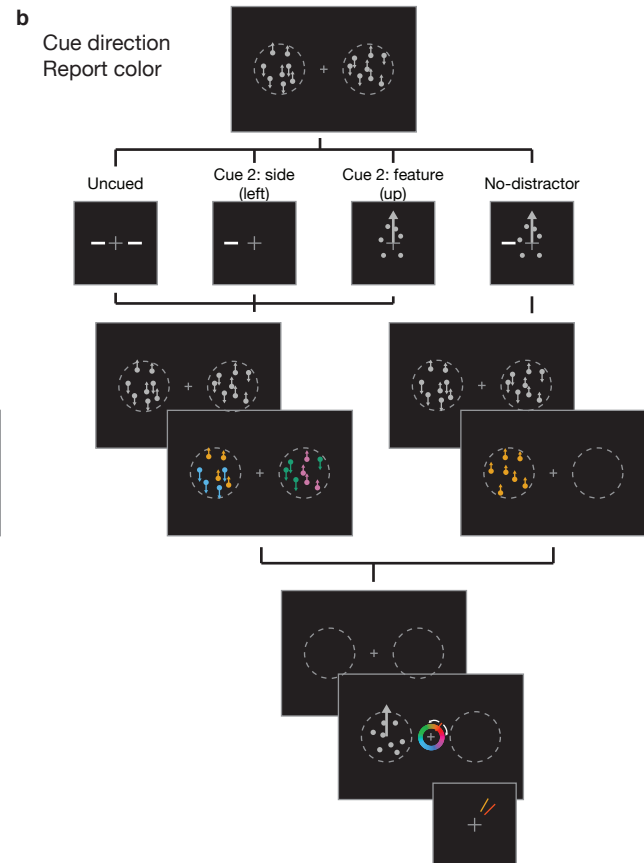 b
Cue direction
Report color
Uncued
Cue 2: side
(left)
Cue 2: feature
(up)
No-distractor